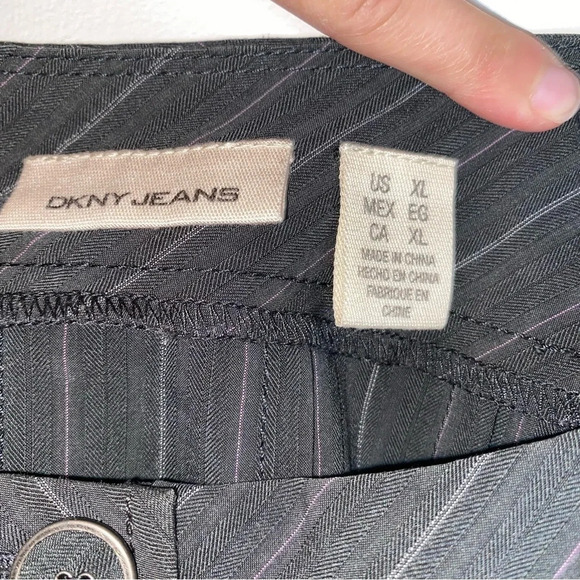 DKNY JEANS
US XL
MEX EG
CA XL
MADE IN CHINA
HECHO EN CHINA
FABRIQUE EN
CHINE